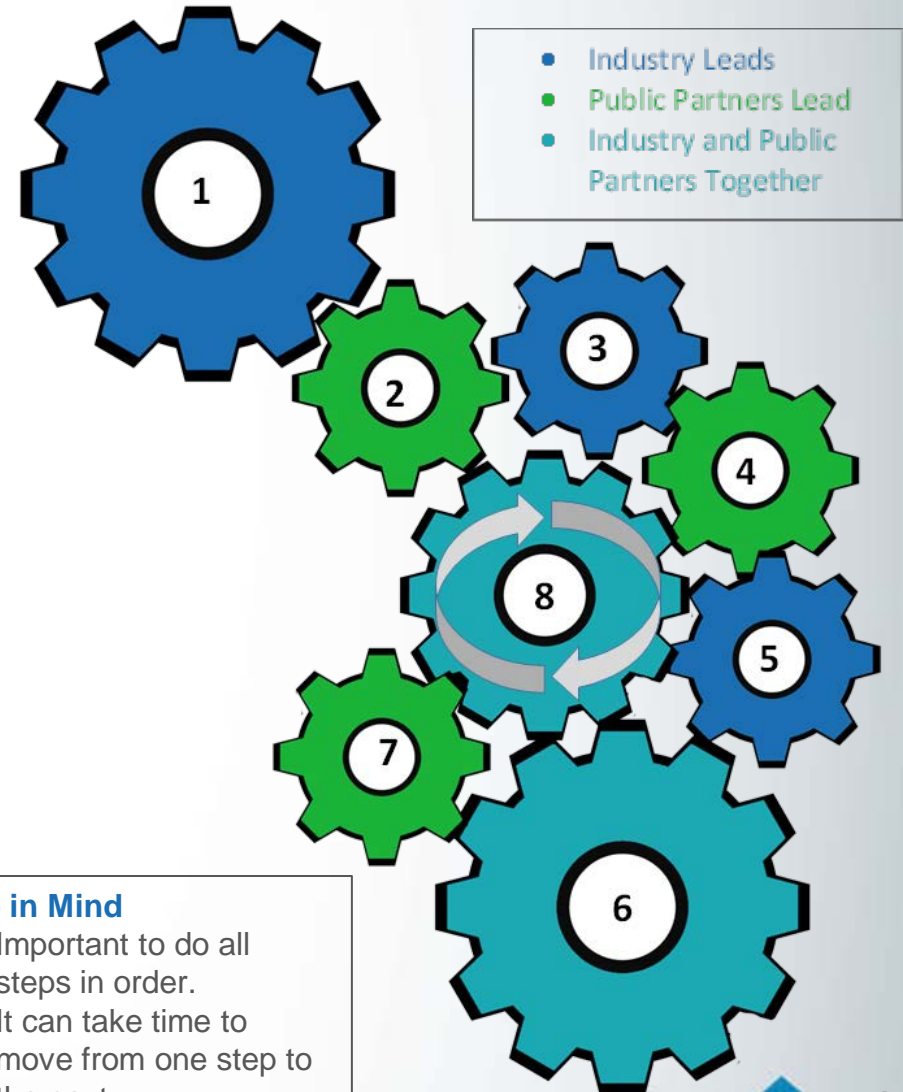 Industry Leads
Public Partners Lead
Industry and Public
Partners Together
1
2
3
4
8
5
7
6
in Mind
Important to do all
steps in order.
It can take time to
move from one step to